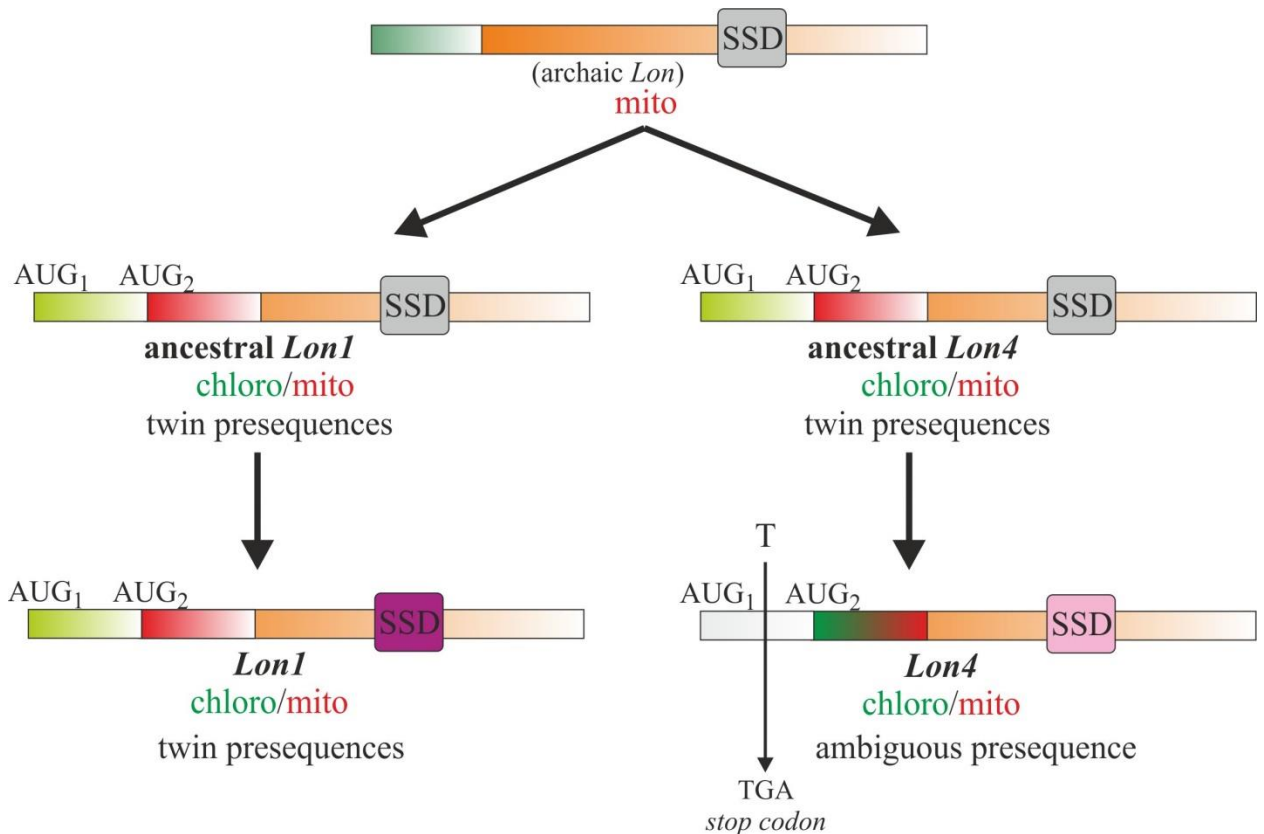 SSD
(archaic Lon)
mito
AUG1 AUG2 SSD
ancestral Lon1
chloro/mito
twin presequences
AUG1 AUG2 SSD
ancestral Lon4
chloro/mito
twin presequences
AUG1 AUG2 SSD
Lon1
chloro/mito
twin presequences
T
AUG1 AUG2 SSD
Lon4
chloro/mito
ambiguous presequence
TGA
stop codon